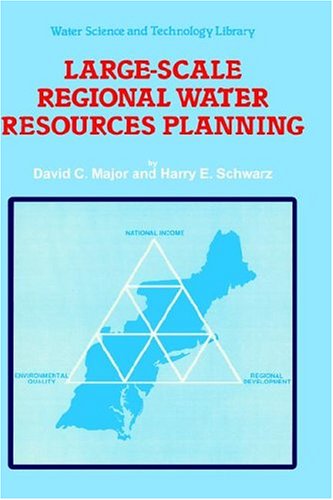 Water Science and Technology Library
LARGE-SCALE
REGIONAL WATER
RESOURCES PLANNING
by
David C. Major and Harry E. Schwarz
NATIONAL INCOME
ENVIRONMENTAL
QUALITY
REGIONAL
DEVELOPMENT